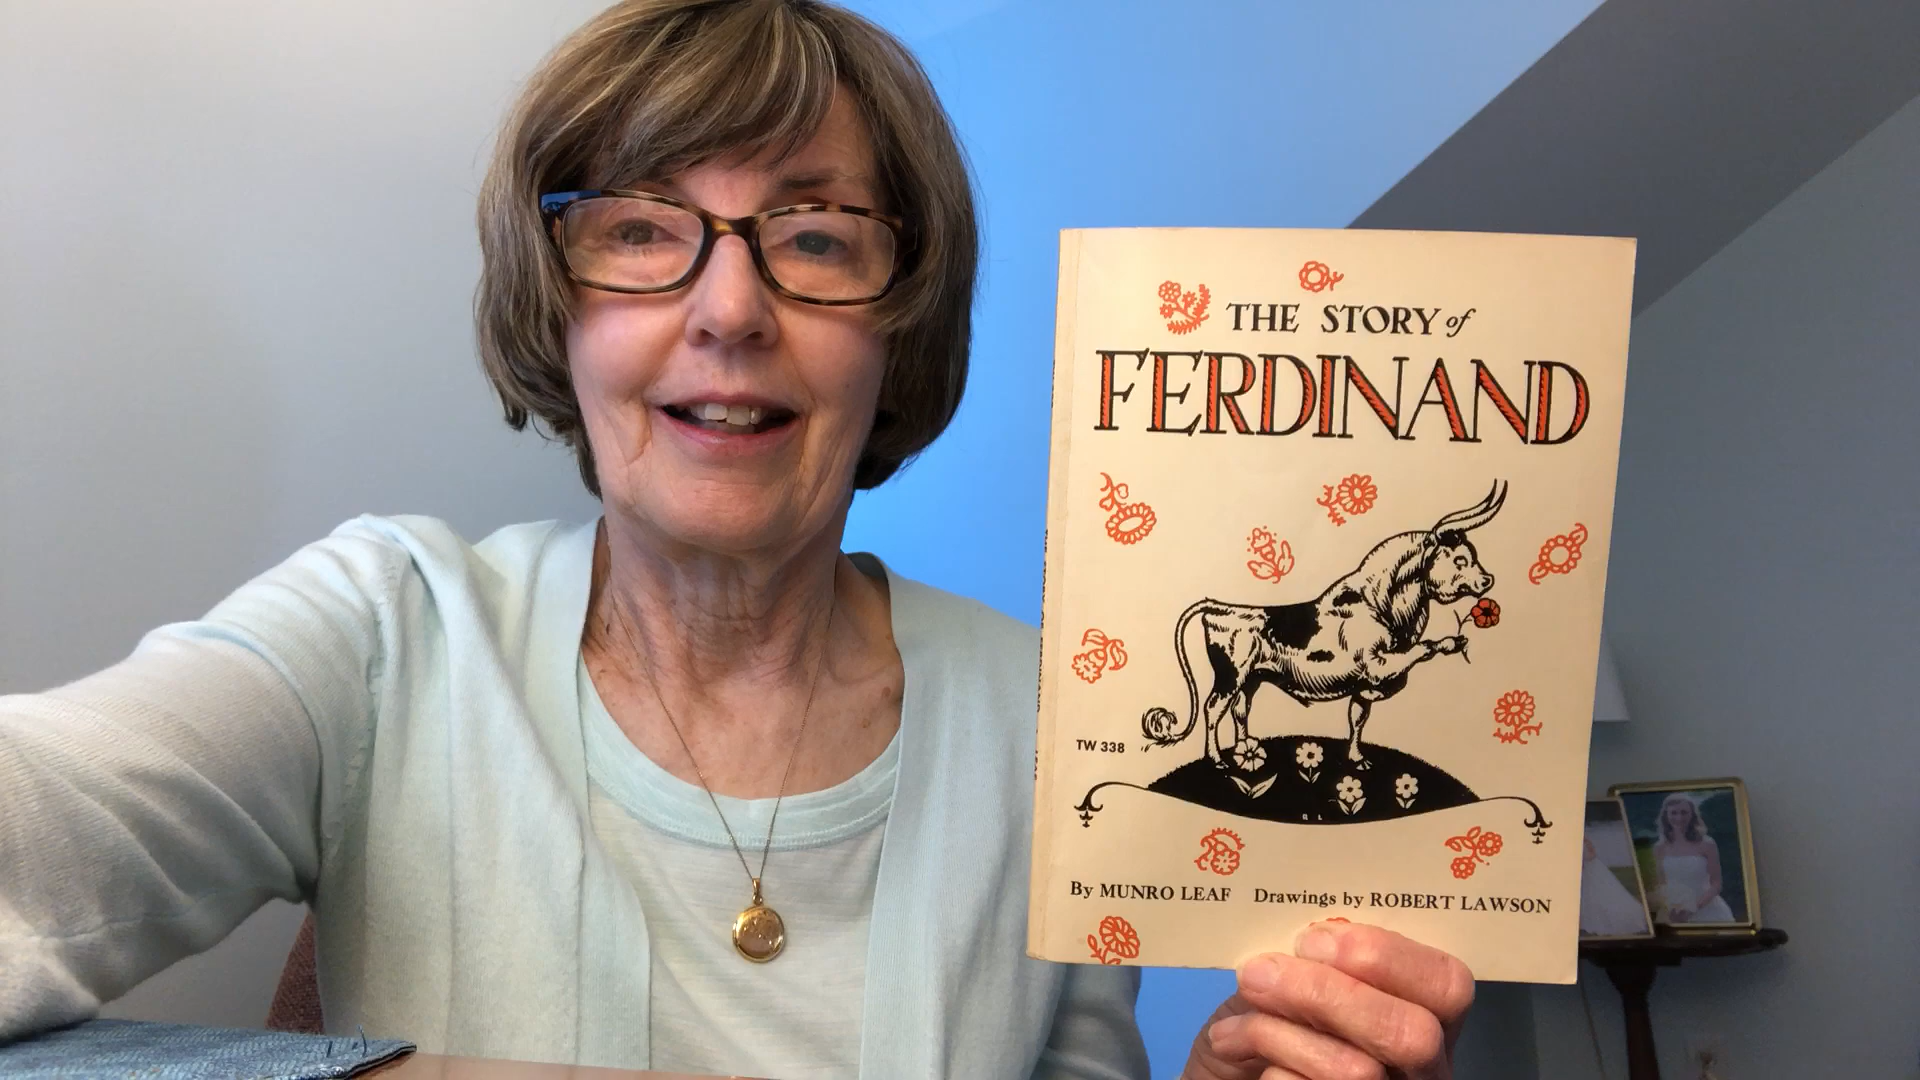 THE STORY of
FERDINAND
TW 338
R L
By MUNRO LEAF Drawings by ROBERT LAWSON